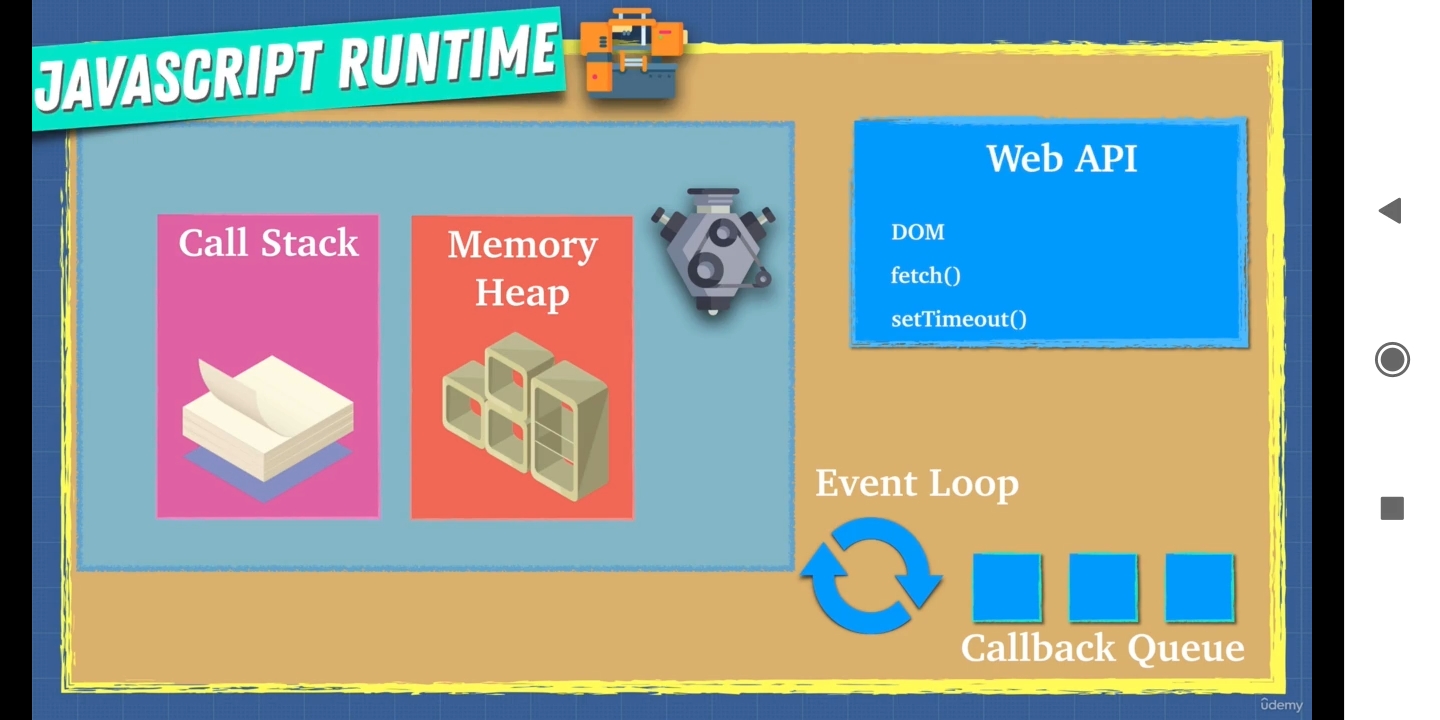 JAVASCRIPT RUNTIME
Call Stack
Memory
Heap
Web API
DOM
fetch()
setTimeout()
Event Loop
Callback Queue
ûdemy